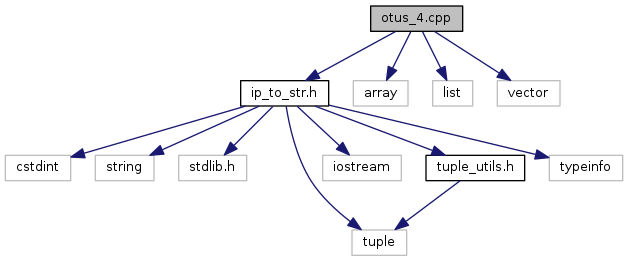 otus_4.cpp
ip_to_str.h
array
list
vector
cstdint
string
stdlib.h
iostream
tuple_utils.h
typeinfo
tuple